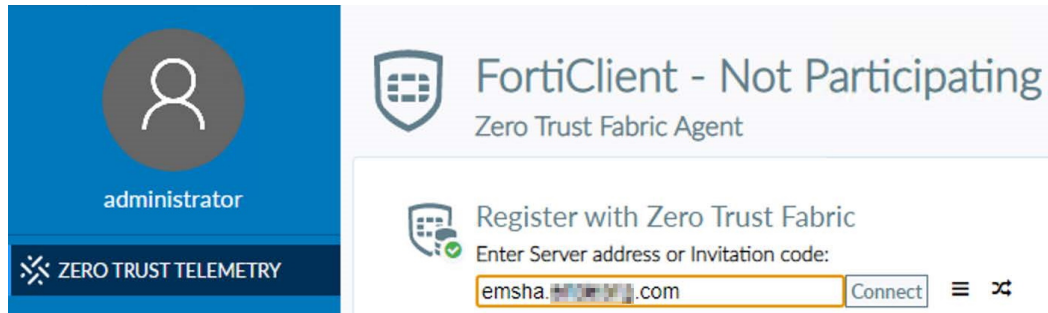 FortiClient - Not Participating
Zero Trust Fabric Agent
administrator
ZERO TRUST TELEMETRY
Register with Zero Trust Fabric
Enter Server address or Invitation code:
emsha. .com
Connect